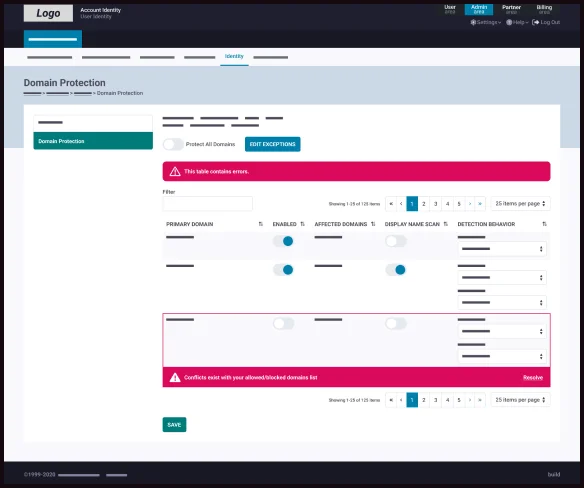 Logo
Account Identity
User Identity
User area
Admin area
Partner area
Billing area
Settings
Help
Log Out
Identity
Domain Protection
> > > Domain Protection
Domain Protection
Protect All Domains
EDIT EXCEPTIONS
This table contains errors.
Filter
Showing 1-25 of 125 items
« ‹ 1 2 3 4 5 › »
25 items per page
PRIMARY DOMAIN ENABLED AFFECTED DOMAINS DISPLAY NAME SCAN DETECTION BEHAVIOR
Conflicts exist with your allowed/blocked domains list
Resolve
Showing 1-25 of 125 items
« ‹ 1 2 3 4 5 › »
25 items per page
SAVE
©1999-2020
build